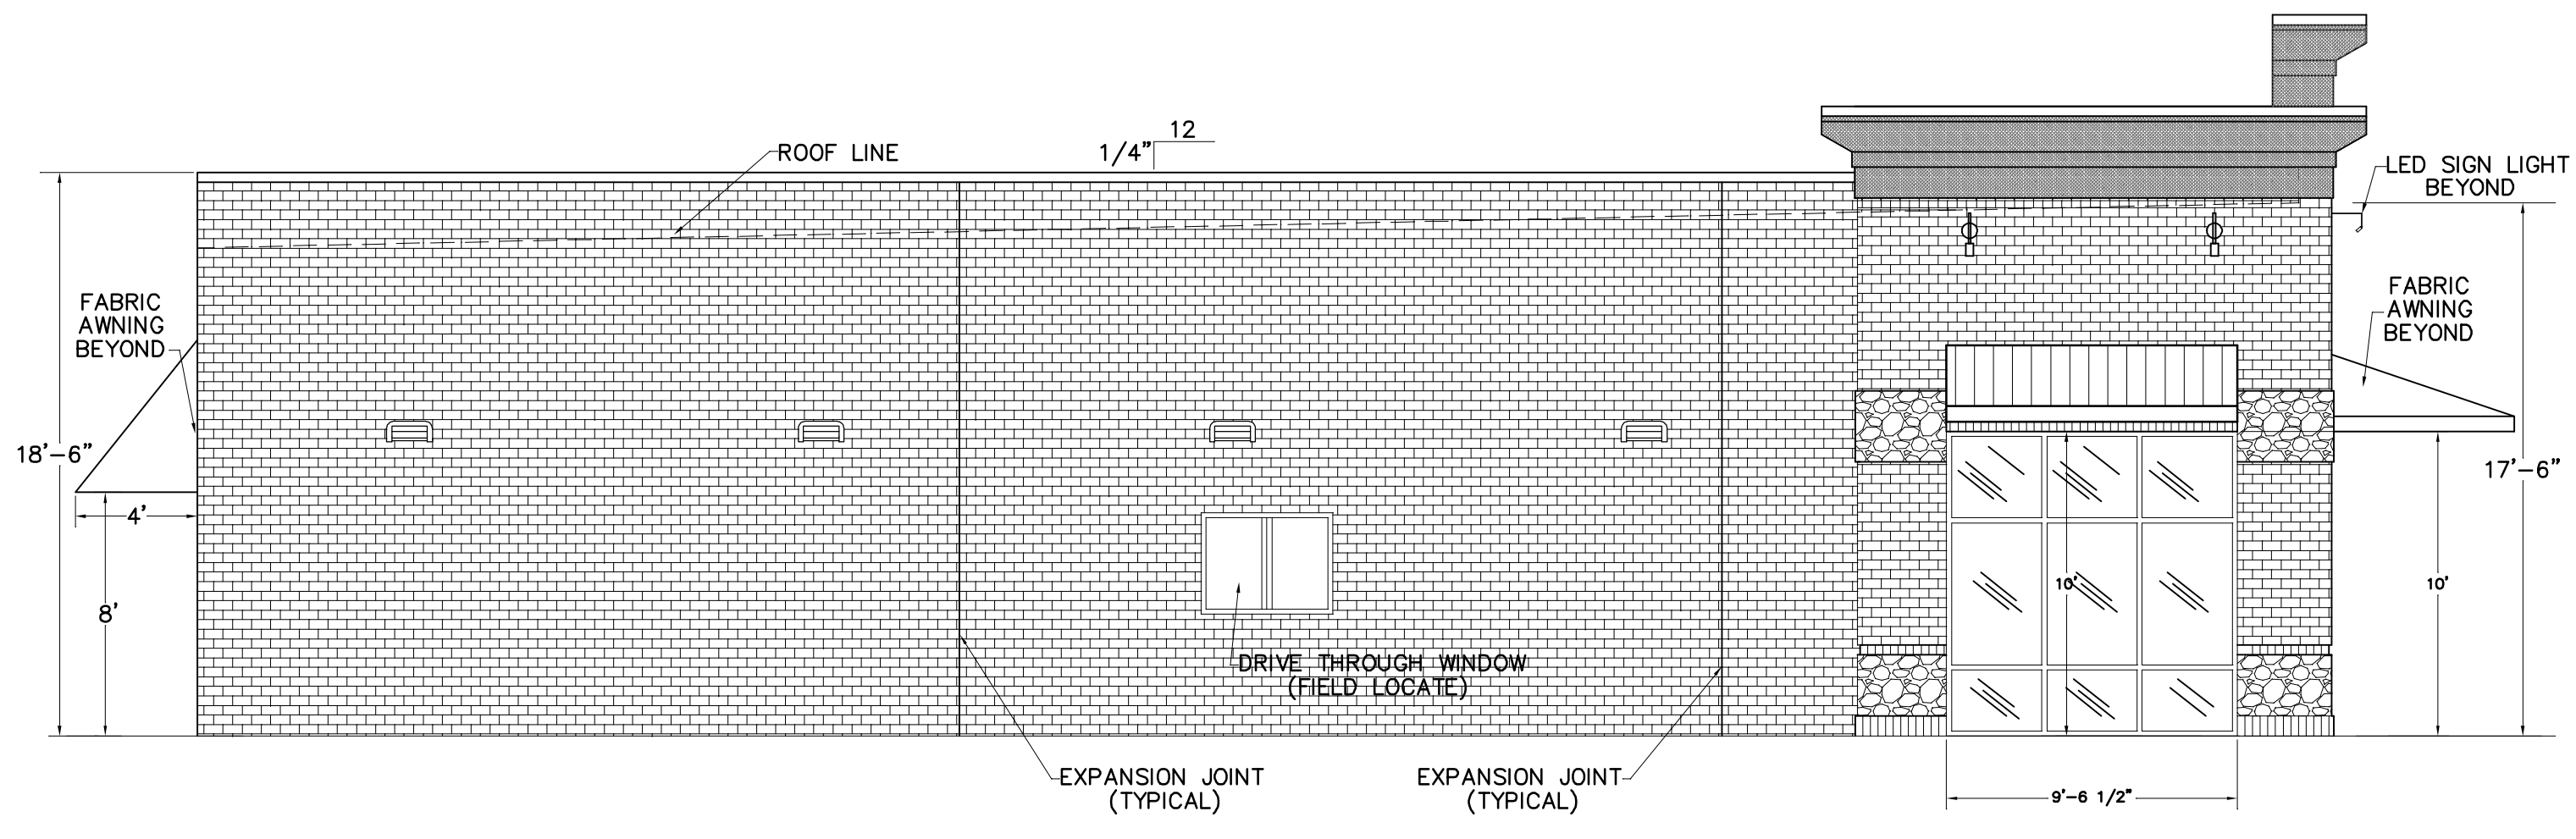 12
1/4"
ROOF LINE
LED SIGN LIGHT
BEYOND
FABRIC
AWNING
BEYOND
FABRIC
AWNING
BEYOND
18'-6"
17'-6"
4'
8'
10'
10'
DRIVE THROUGH WINDOW
(FIELD LOCATE)
EXPANSION JOINT
(TYPICAL)
EXPANSION JOINT
(TYPICAL)
9'-6 1/2"